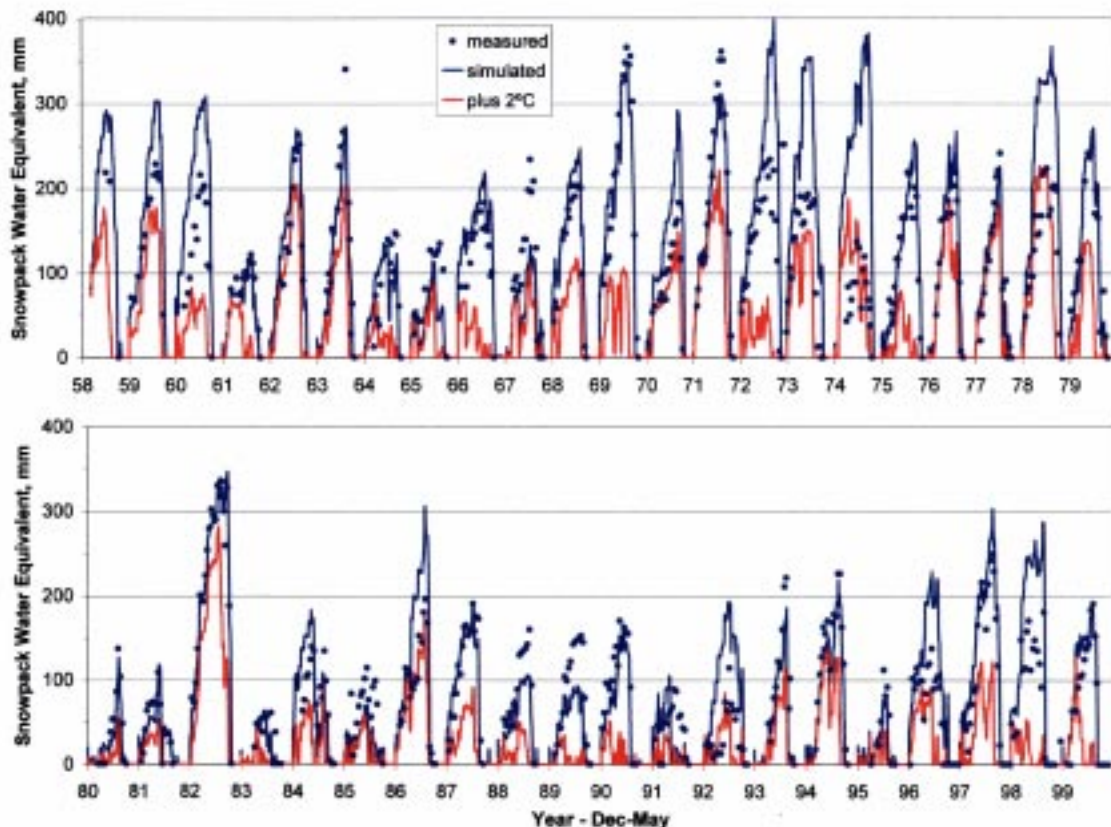 400
300
200
100
0
Snowpack Water Equivalent, mm
measured
simulated
plus 2ºC
58 59 60 61 62 63 64 65 66 67 68 69 70 71 72 73 74 75 76 77 78 79
400
300
200
100
0
Snowpack Water Equivalent, mm
80 81 82 83 84 85 86 87 88 89 90 91 92 93 94 95 96 97 98 99
Year - Dec-May